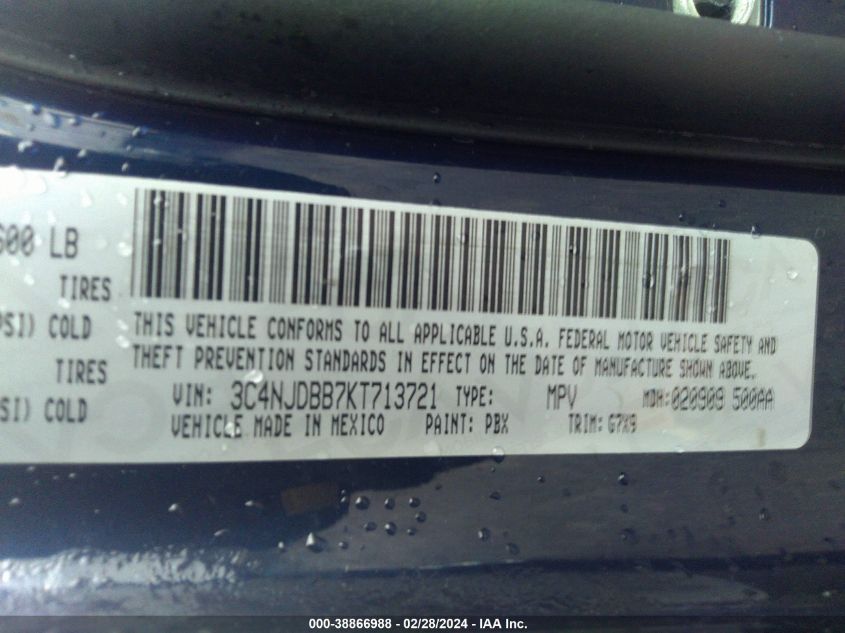 600 LB
TIRES
PSI) COLD
THIS VEHICLE CONFORMS TO ALL APPLICABLE U.S.A. FEDERAL MOTOR VEHICLE SAFETY AND
THEFT PREVENTION STANDARDS IN EFFECT ON THE DATE OF MANUFACTURE SHOWN ABOVE.
TIRES
SI) COLD
VIN: 3C4NJDBB7KT713721 TYPE: MPV MDH:020909 500AA
VEHICLE MADE IN MEXICO PAINT: PBX TRIM: G7X9
000-38866988 - 02/28/2024 - IAA Inc.